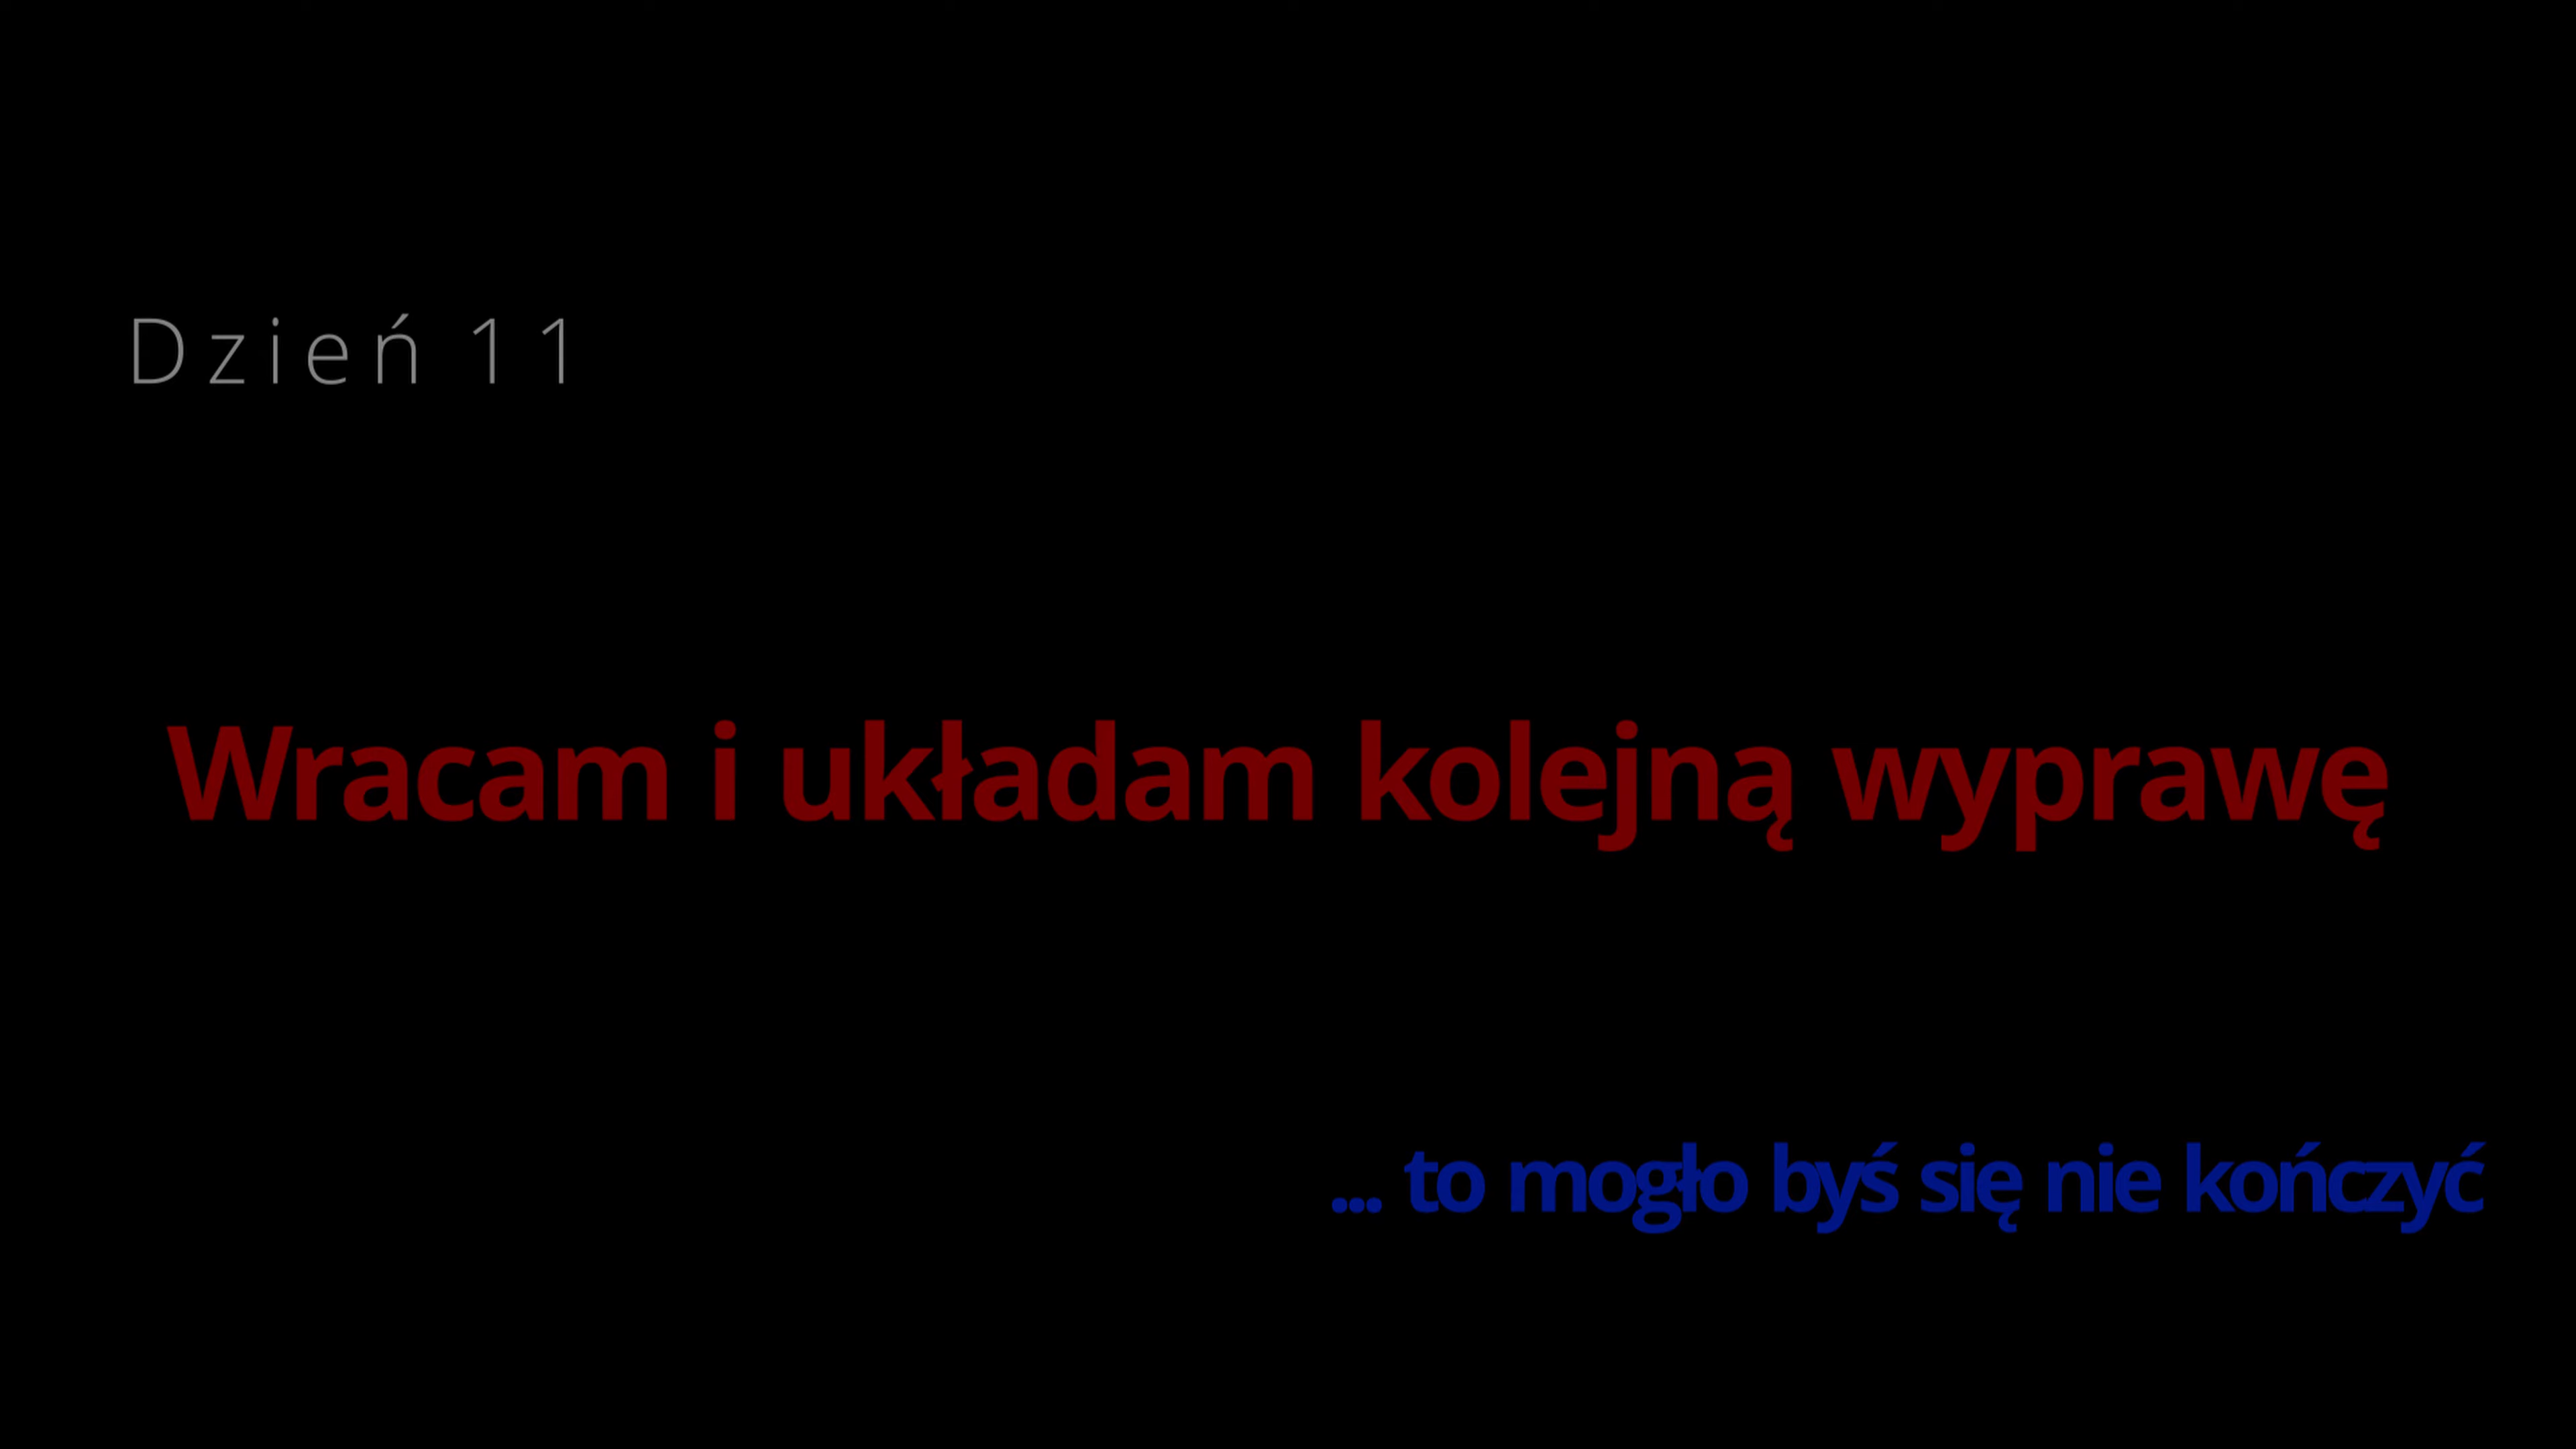 Dzień 11
Wracam i układam kolejną wyprawę
... to mogło byś się nie kończyć